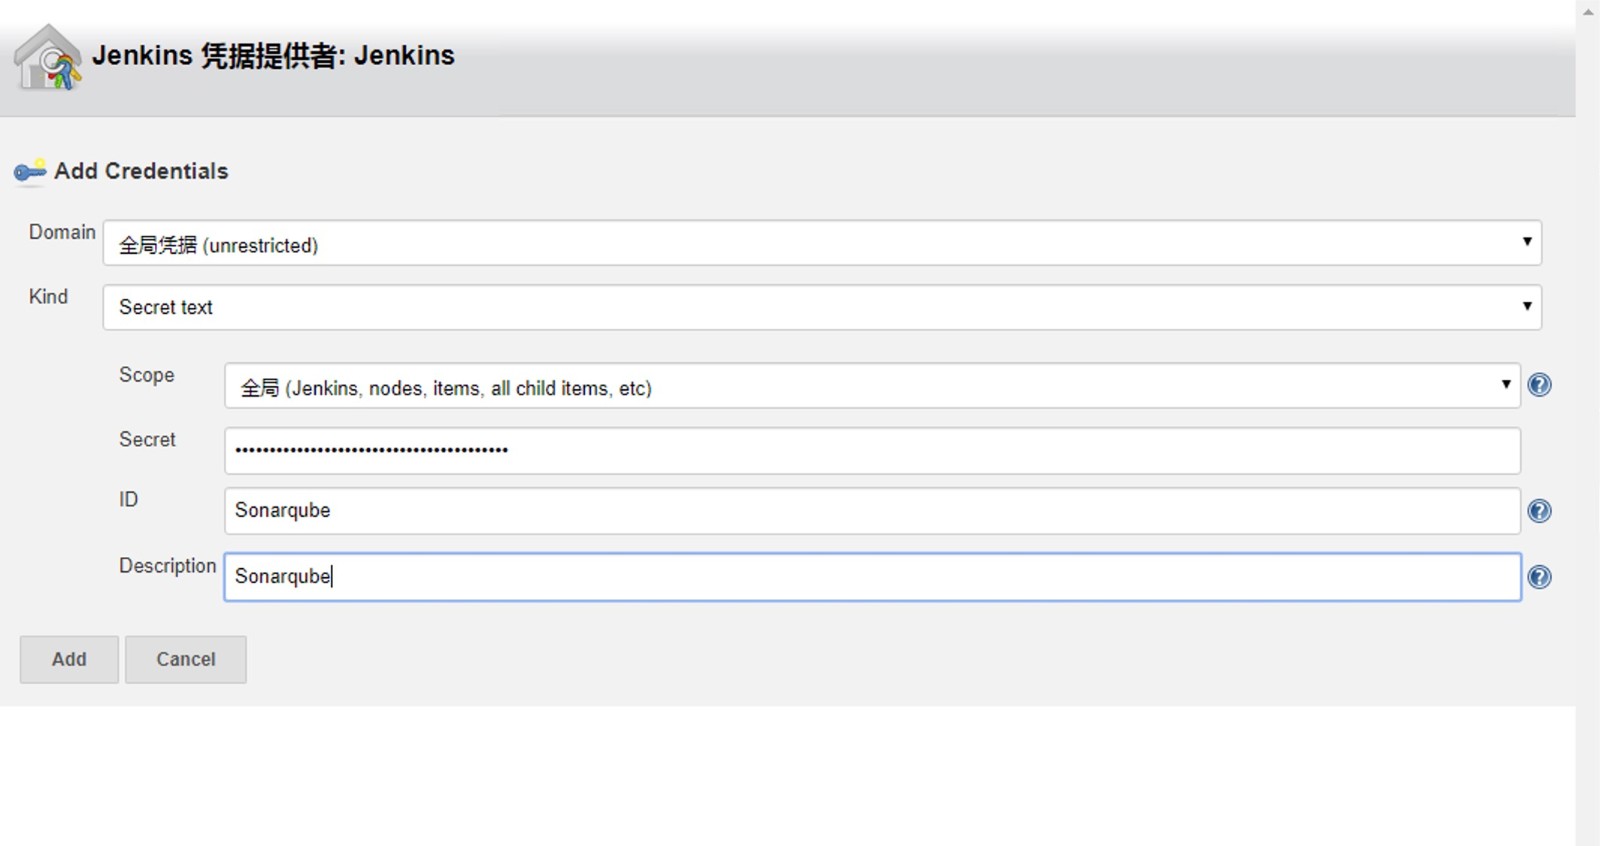 Jenkins 凭据提供者: Jenkins
Add Credentials
Domain
全局凭据 (unrestricted)
Kind
Secret text
Scope
全局 (Jenkins, nodes, items, all child items, etc)
Secret
••••••••••••••••••••••••••••••••••••••••
ID
Sonarqube
Description
Sonarqube
Add
Cancel